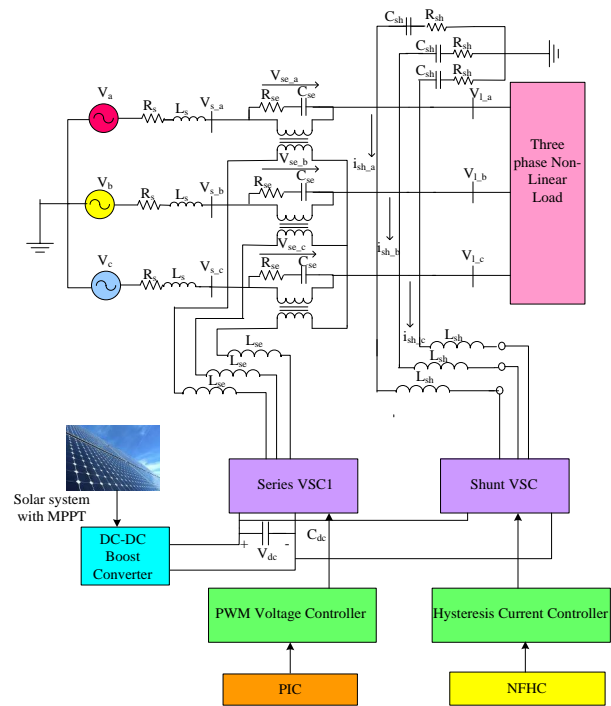 C_sh
R_sh
C_sh
R_sh
C_sh
R_sh
V_se_a
V_a
R_se
C_se
R_s
L_s
V_s_a
V_l_a
Three
phase Non-
Linear
Load
V_se_b
i_sh_a
V_b
R_se
C_se
R_s
L_s
V_s_b
V_l_b
V_se_c
i_sh_b
V_c
R_se
C_se
R_s
L_s
V_s_c
V_l_c
i_sh_c
L_se
L_sh
L_se
L_sh
L_se
L_sh
Series VSC1
Shunt VSC
Solar system
with MPPT
DC-DC
Boost
Converter
+
V_dc
-
C_dc
PWM Voltage Controller
Hysteresis Current Controller
PIC
NFHC